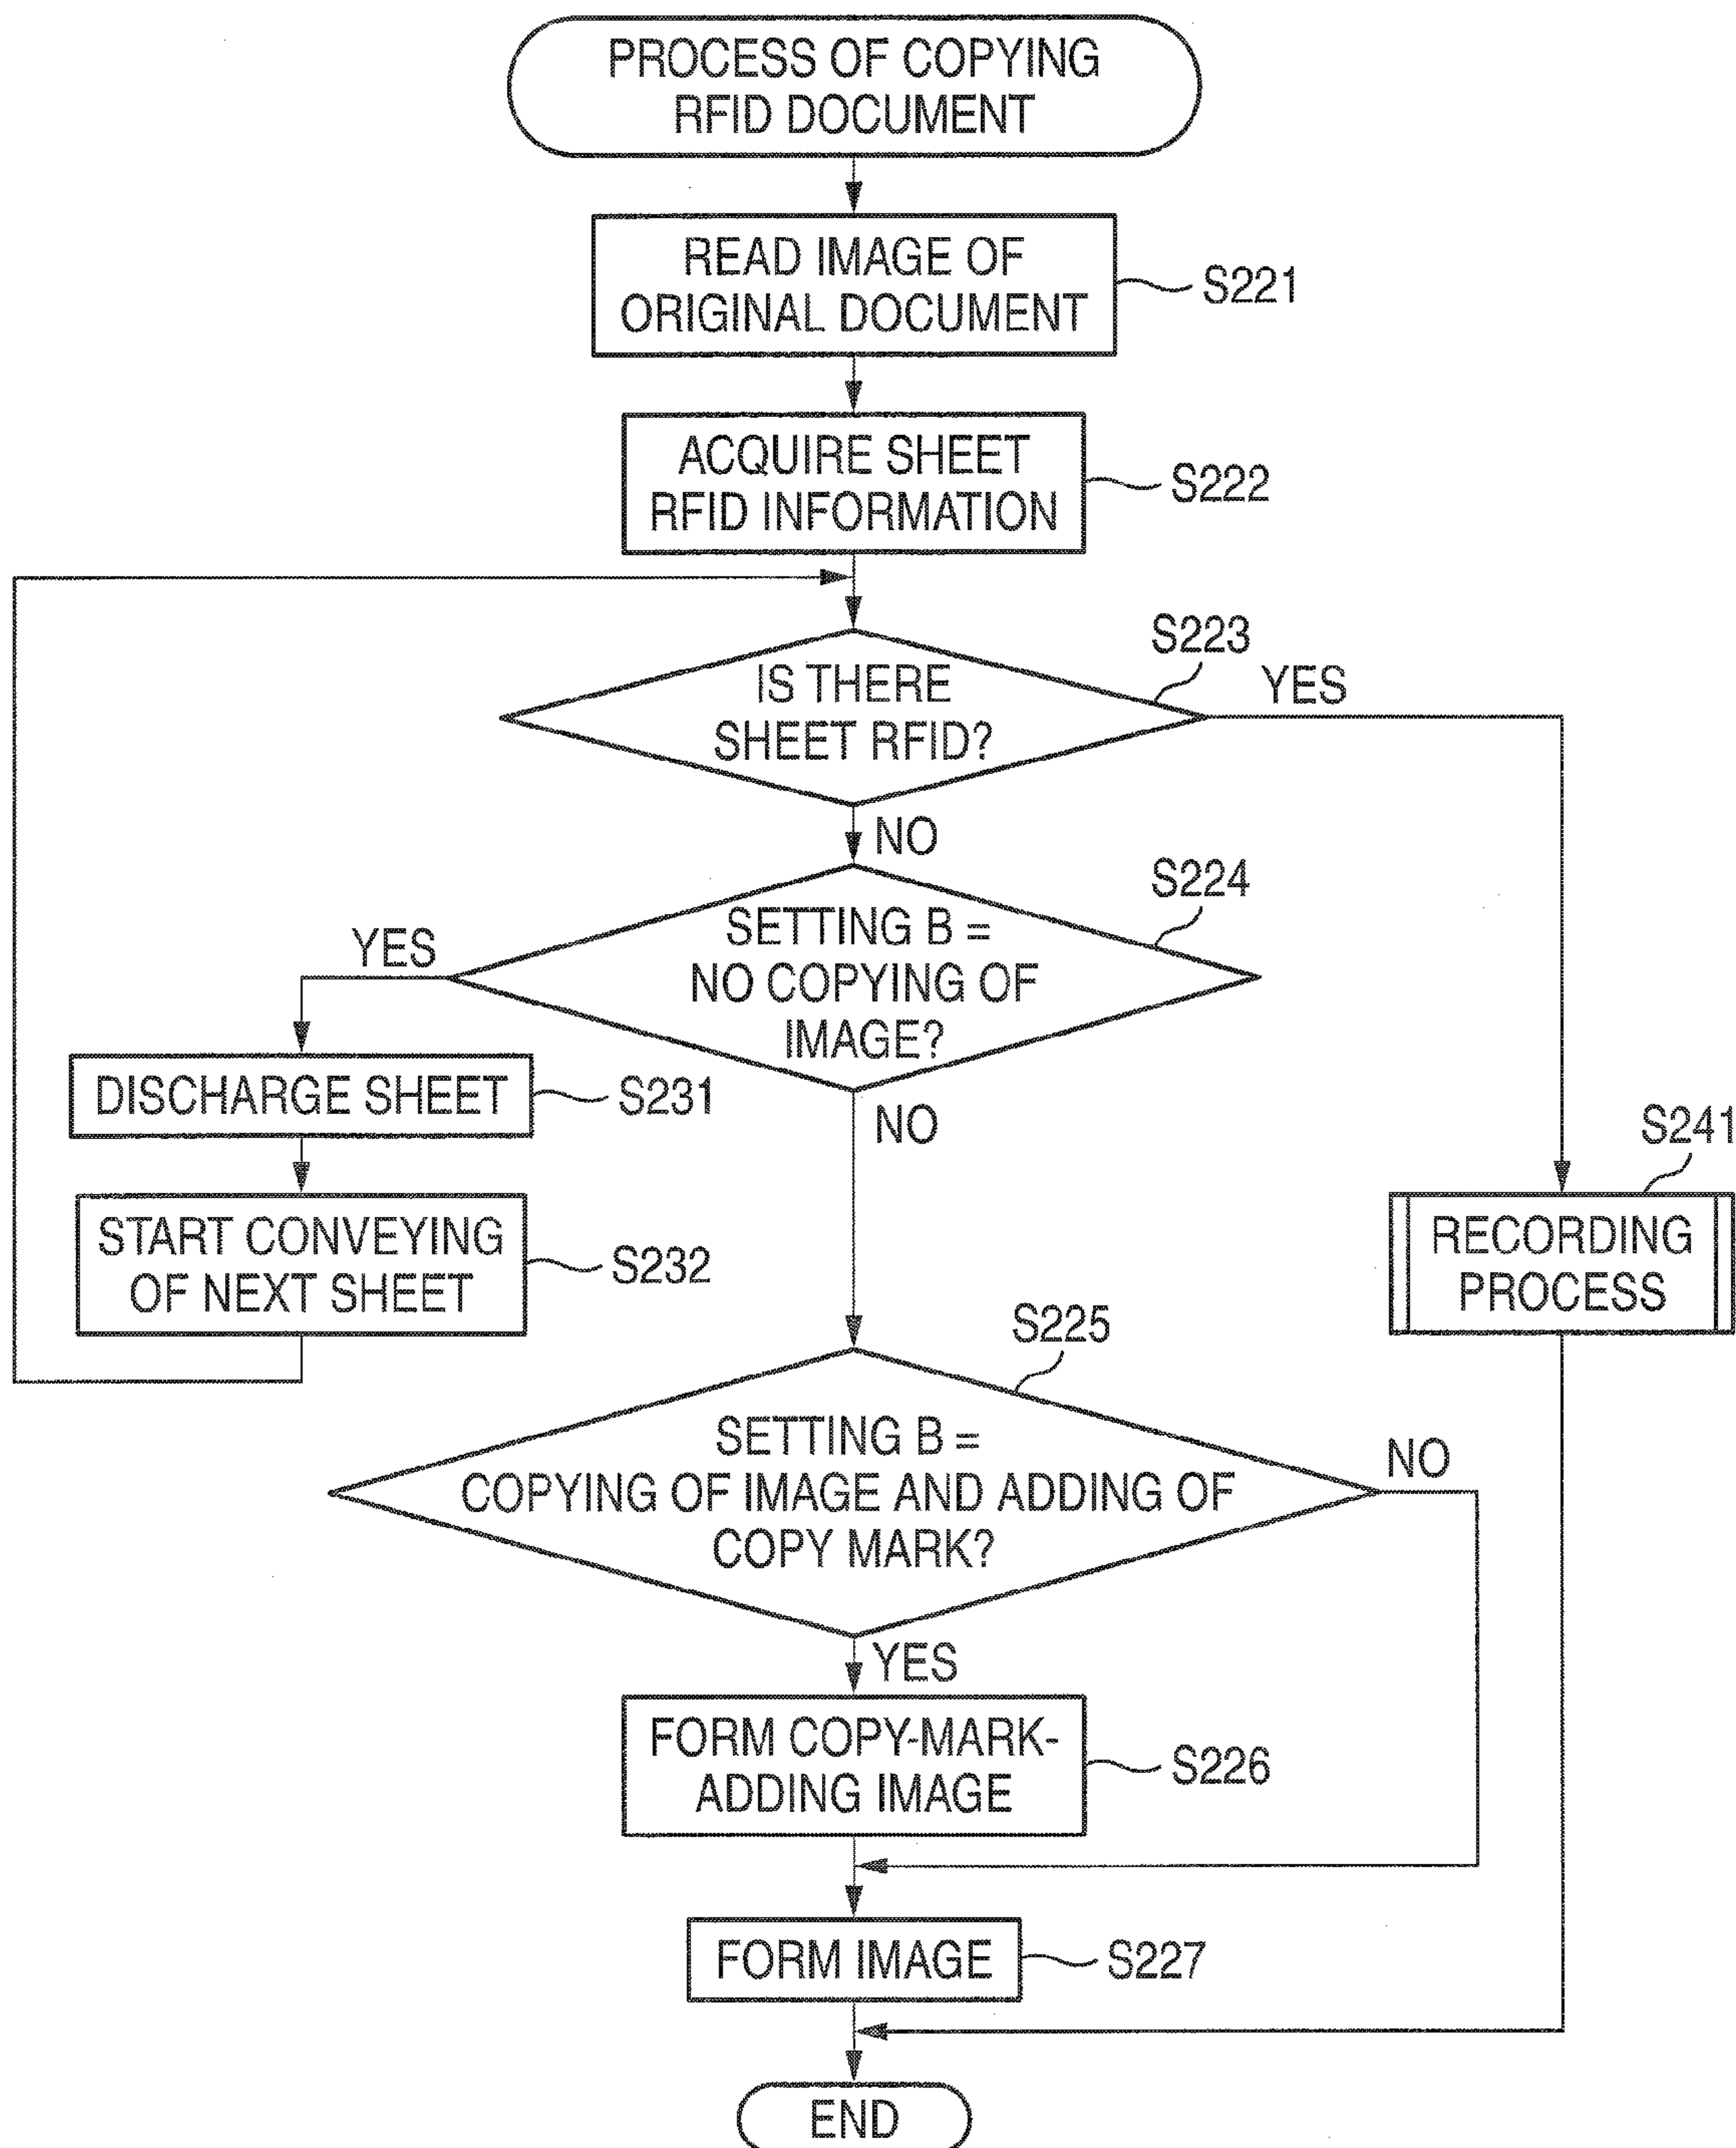 PROCESS OF COPYING
RFID DOCUMENT
READ IMAGE OF
ORIGINAL DOCUMENT
S221
ACQUIRE SHEET
RFID INFORMATION
S222
S223
IS THERE
SHEET RFID?
YES
NO
S224
SETTING B =
NO COPYING OF
IMAGE?
YES
NO
DISCHARGE SHEET
S231
START CONVEYING
OF NEXT SHEET
S232
S241
RECORDING
PROCESS
S225
SETTING B =
COPYING OF IMAGE AND ADDING OF
COPY MARK?
NO
YES
FORM COPY-MARK-
ADDING IMAGE
S226
FORM IMAGE
S227
END